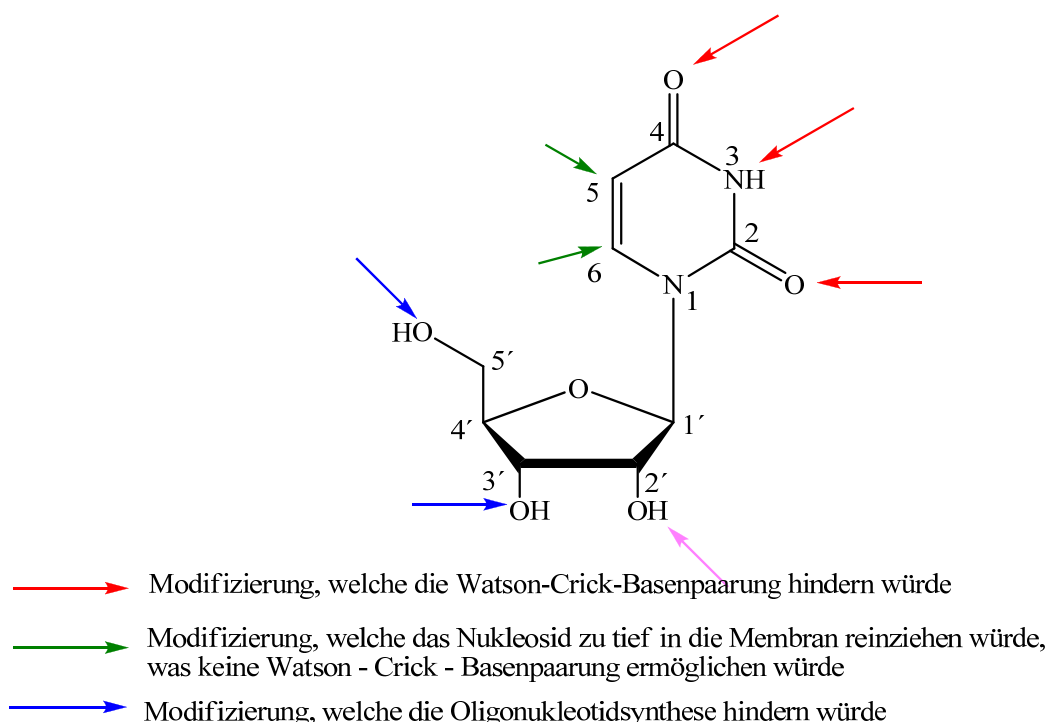 O
4
3
NH
5
2
6
N
1
O
HO
5´
O
4´
1´
3´
2´
OH
OH
Modifizierung, welche die Watson-Crick-Basenpaarung hindern würde
Modifizierung, welche das Nukleosid zu tief in die Membran reinziehen würde,
was keine Watson - Crick - Basenpaarung ermöglichen würde
Modifizierung, welche die Oligonukleotidsynthese hindern würde